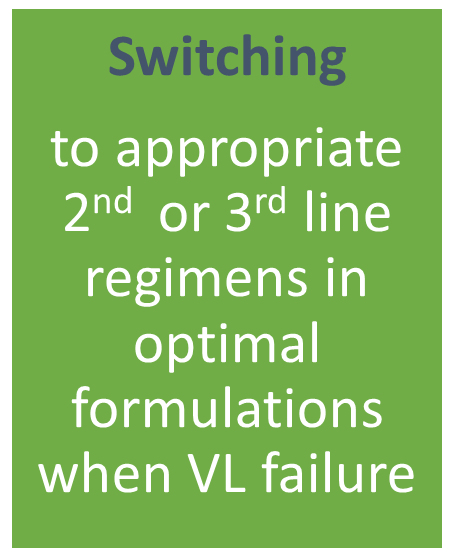 Switching
to appropriate
2nd or 3rd line
regimens in
optimal
formulations
when VL failure